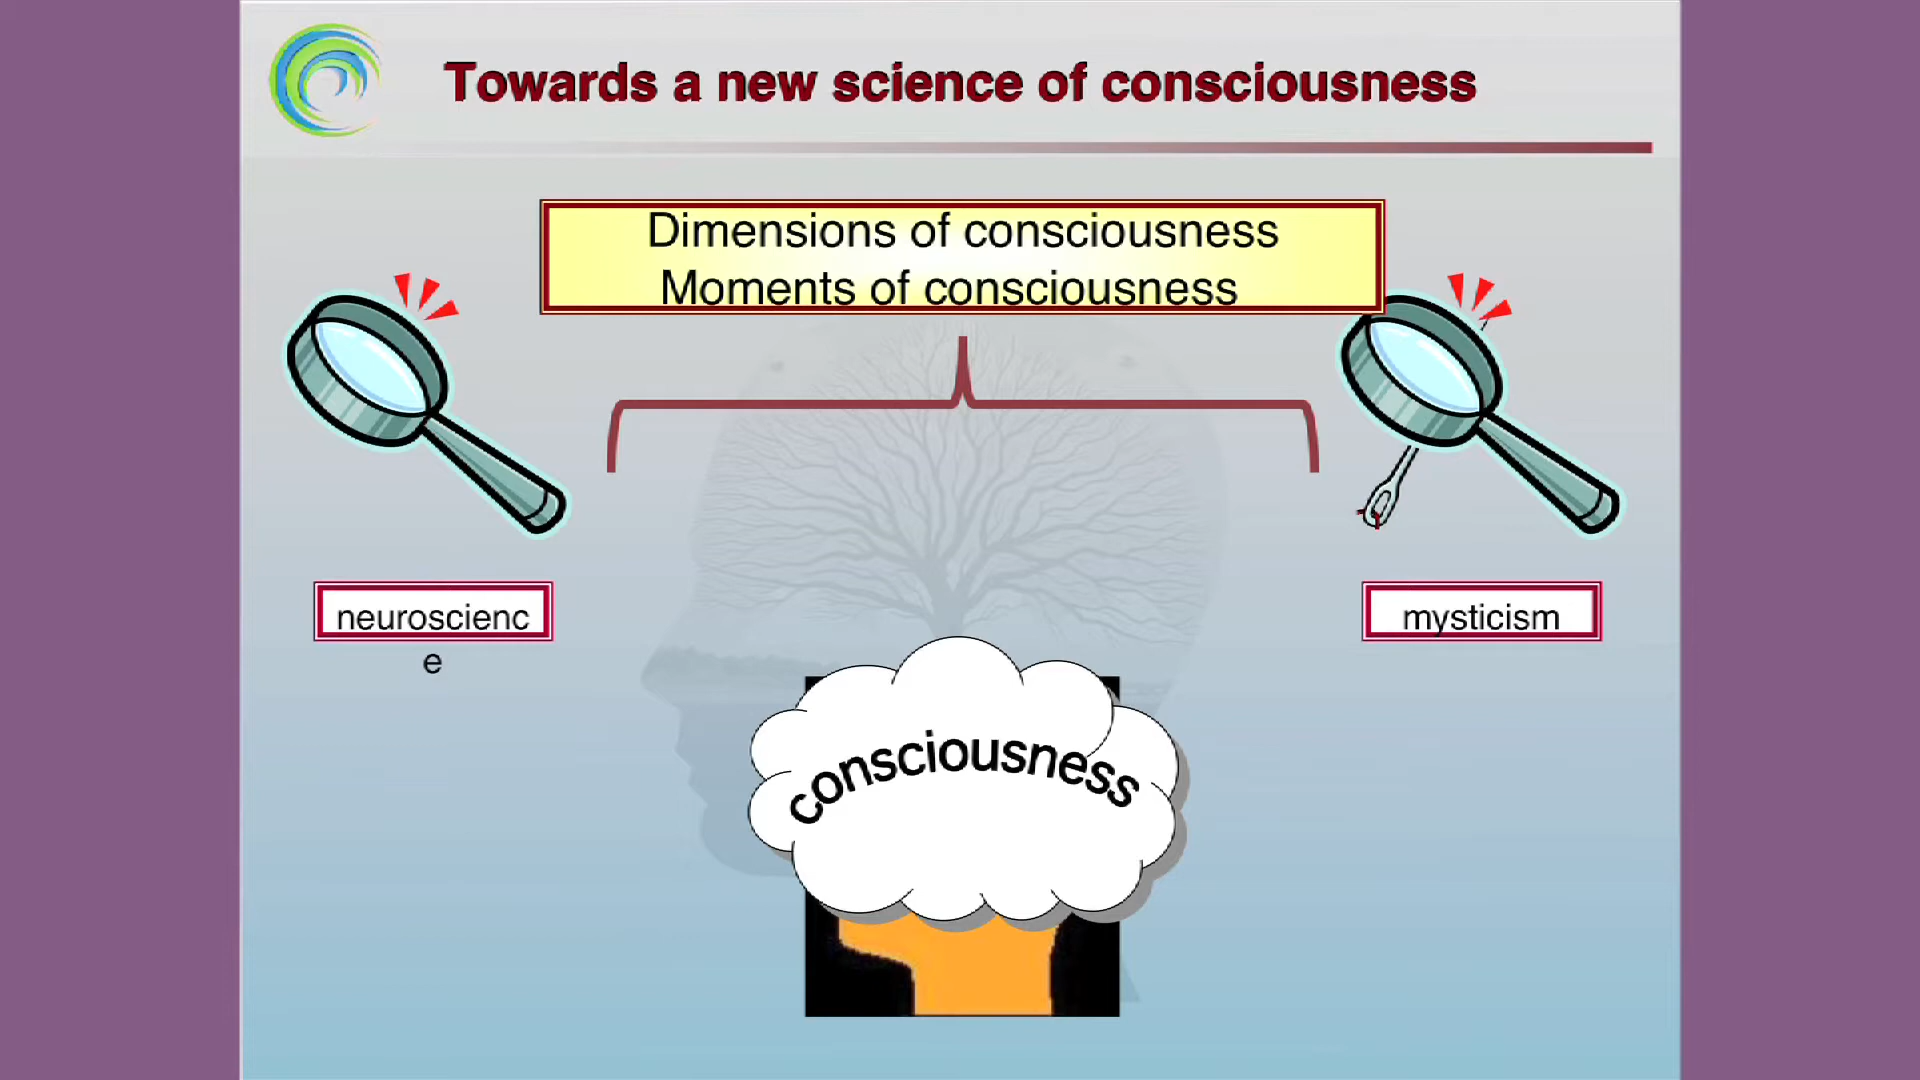 Towards a new science of consciousness
Dimensions of consciousness
Moments of consciousness
neuroscienc
e
mysticism
consciousness